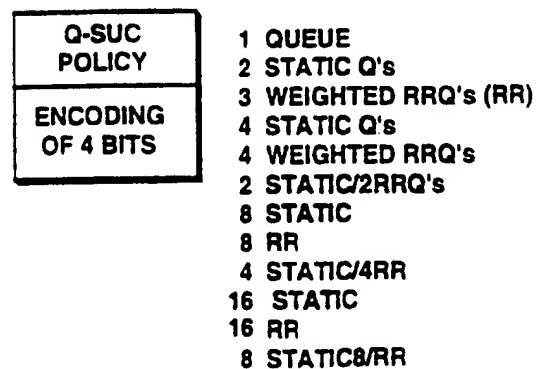 Q-SUC
POLICY
ENCODING
OF 4 BITS
1 QUEUE
2 STATIC Q's
3 WEIGHTED RRQ's (RR)
4 STATIC Q's
4 WEIGHTED RRQ's
2 STATIC/2RRQ's
8 STATIC
8 RR
4 STATIC/4RR
16 STATIC
16 RR
8 STATIC8/RR